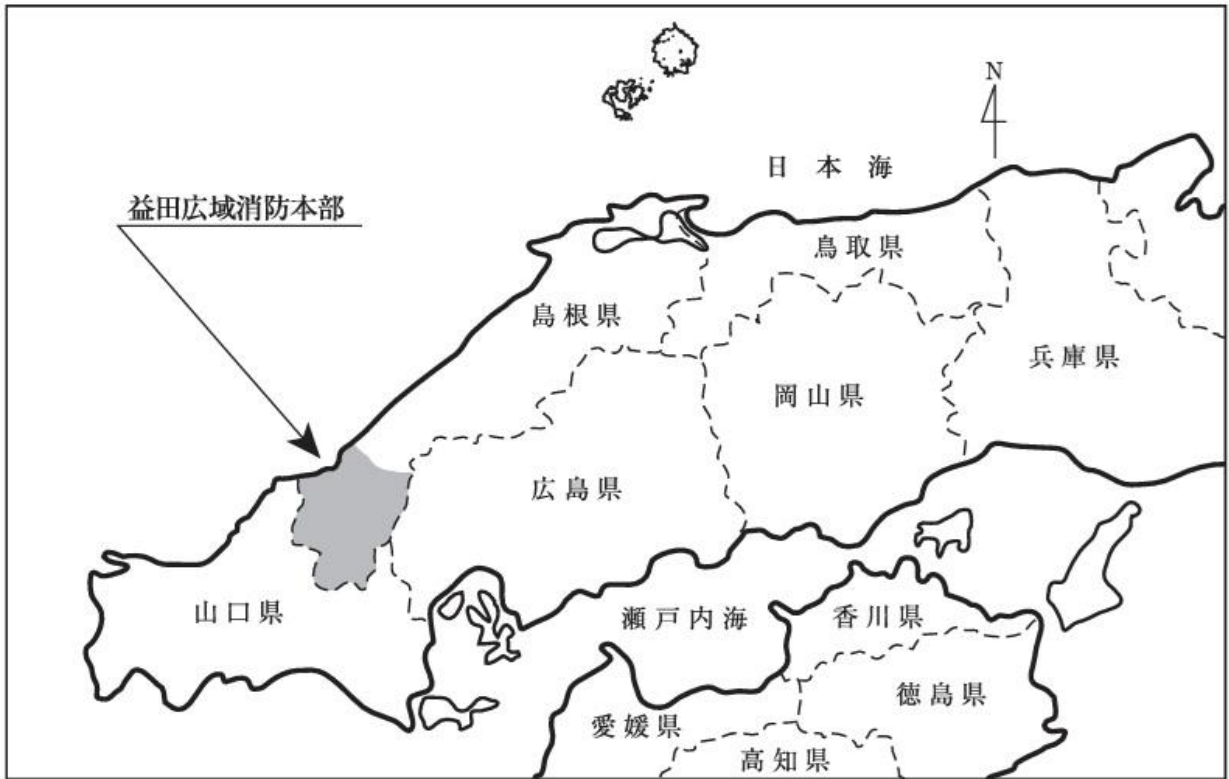 N
日本海
益田広域消防本部
鳥取県
島根県
兵庫県
岡山県
広島県
山口県
瀬戸内海
香川県
徳島県
愛媛県
高知県